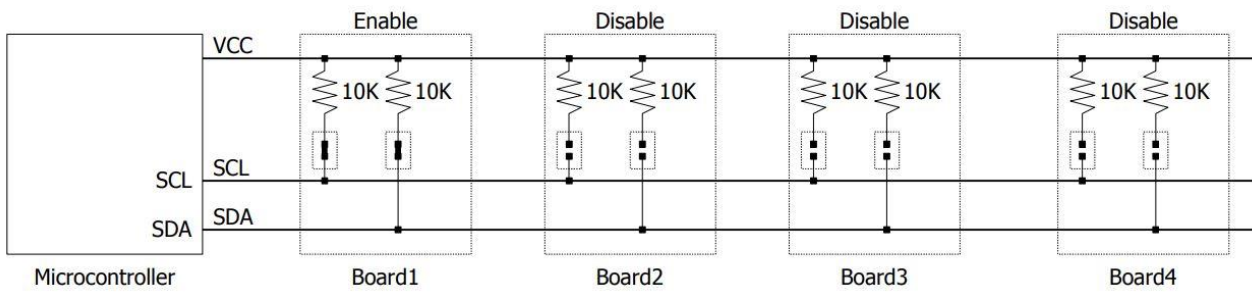 Enable Disable Disable Disable
VCC
10K 10K 10K 10K 10K 10K 10K 10K
SCL SCL
SDA SDA
Microcontroller Board1 Board2 Board3 Board4